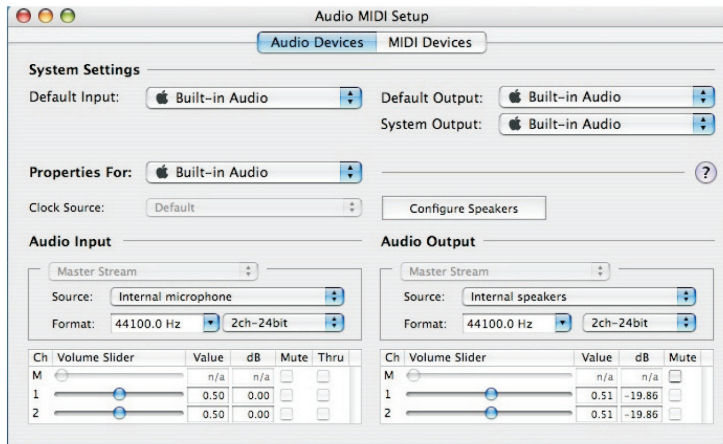 Audio MIDI Setup
Audio Devices MIDI Devices
System Settings
Default Input: Built-in Audio
Default Output: Built-in Audio
System Output: Built-in Audio
Properties For: Built-in Audio ?
Clock Source: Default
Configure Speakers
Audio Input
Master Stream
Source: Internal microphone
Format: 44100.0 Hz 2ch-24bit
Ch Volume Slider Value dB Mute Thru
M n/a n/a
1 0.50 0.00
2 0.50 0.00
Audio Output
Master Stream
Source: Internal speakers
Format: 44100.0 Hz 2ch-24bit
Ch Volume Slider Value dB Mute
M n/a n/a
1 0.51 -19.86
2 0.51 -19.86